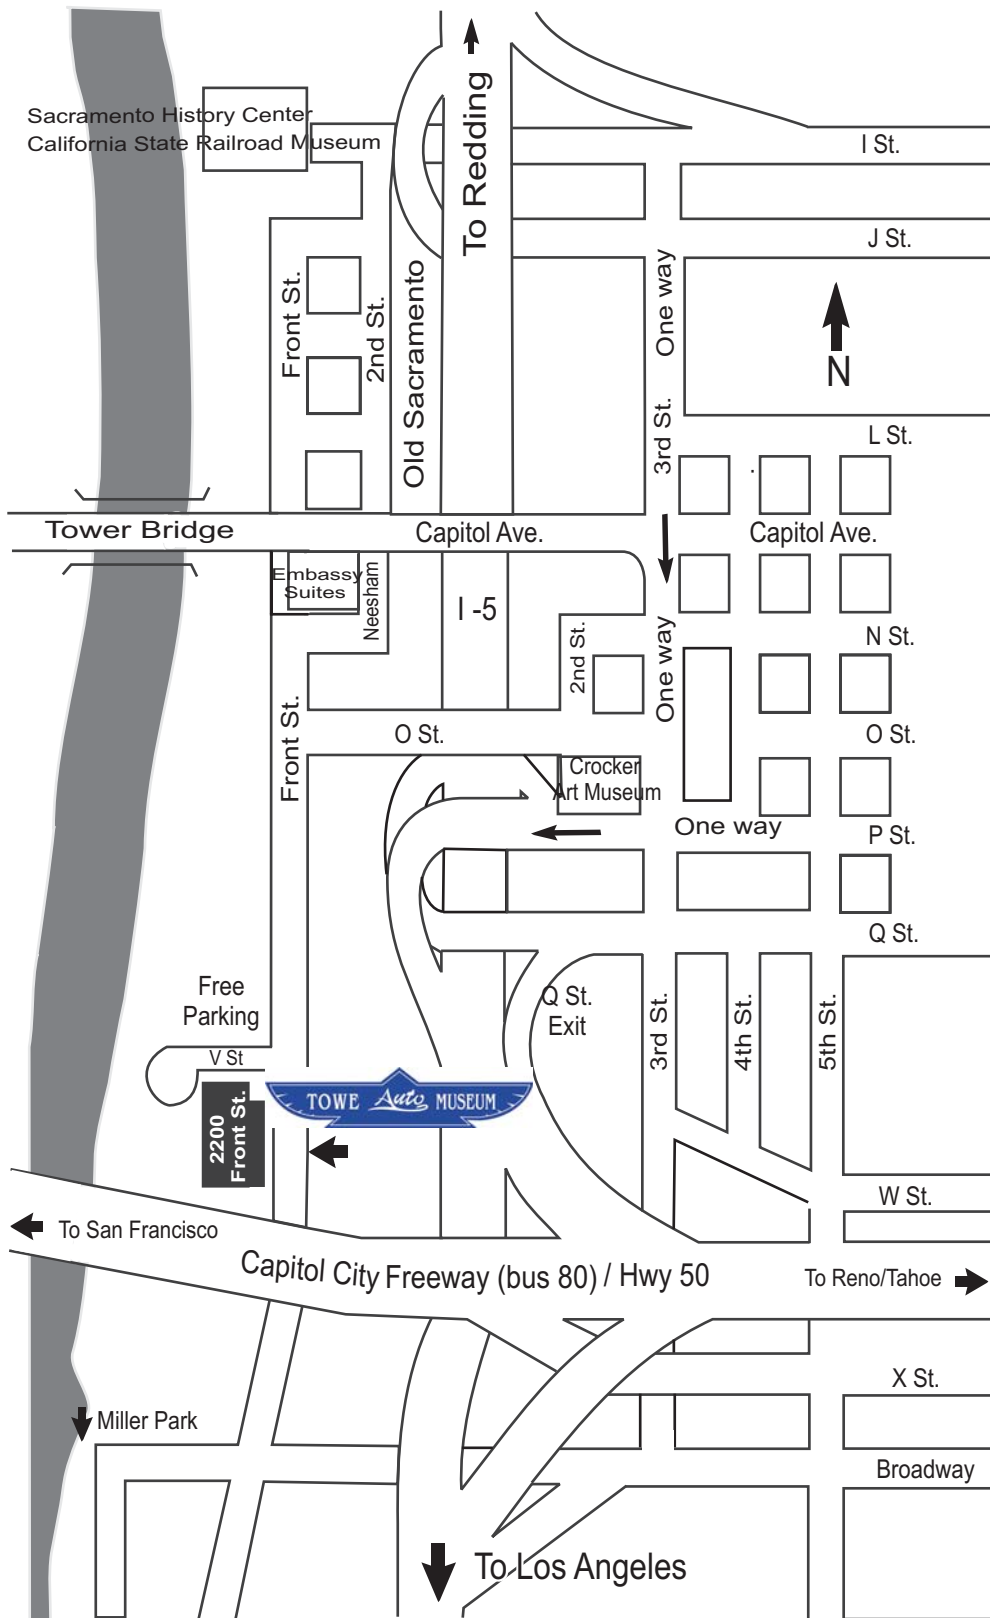 To Redding
Sacramento History Center
California State Railroad Museum
I St.
J St.
Front St.
2nd St.
Old Sacramento
One way
3rd St.
N
L St.
Tower Bridge
Capitol Ave.
Capitol Ave.
Embassy
Suites
Neesham
I -5
2nd St.
One way
N St.
Front St.
O St.
O St.
Crocker
Art Museum
One way
P St.
Q St.
Free
Parking
Q St.
Exit
3rd St.
4th St.
5th St.
V St
2200
Front St.
TOWE Auto MUSEUM
W St.
To San Francisco
Capitol City Freeway (bus 80) / Hwy 50
To Reno/Tahoe
X St.
Miller Park
Broadway
To Los Angeles